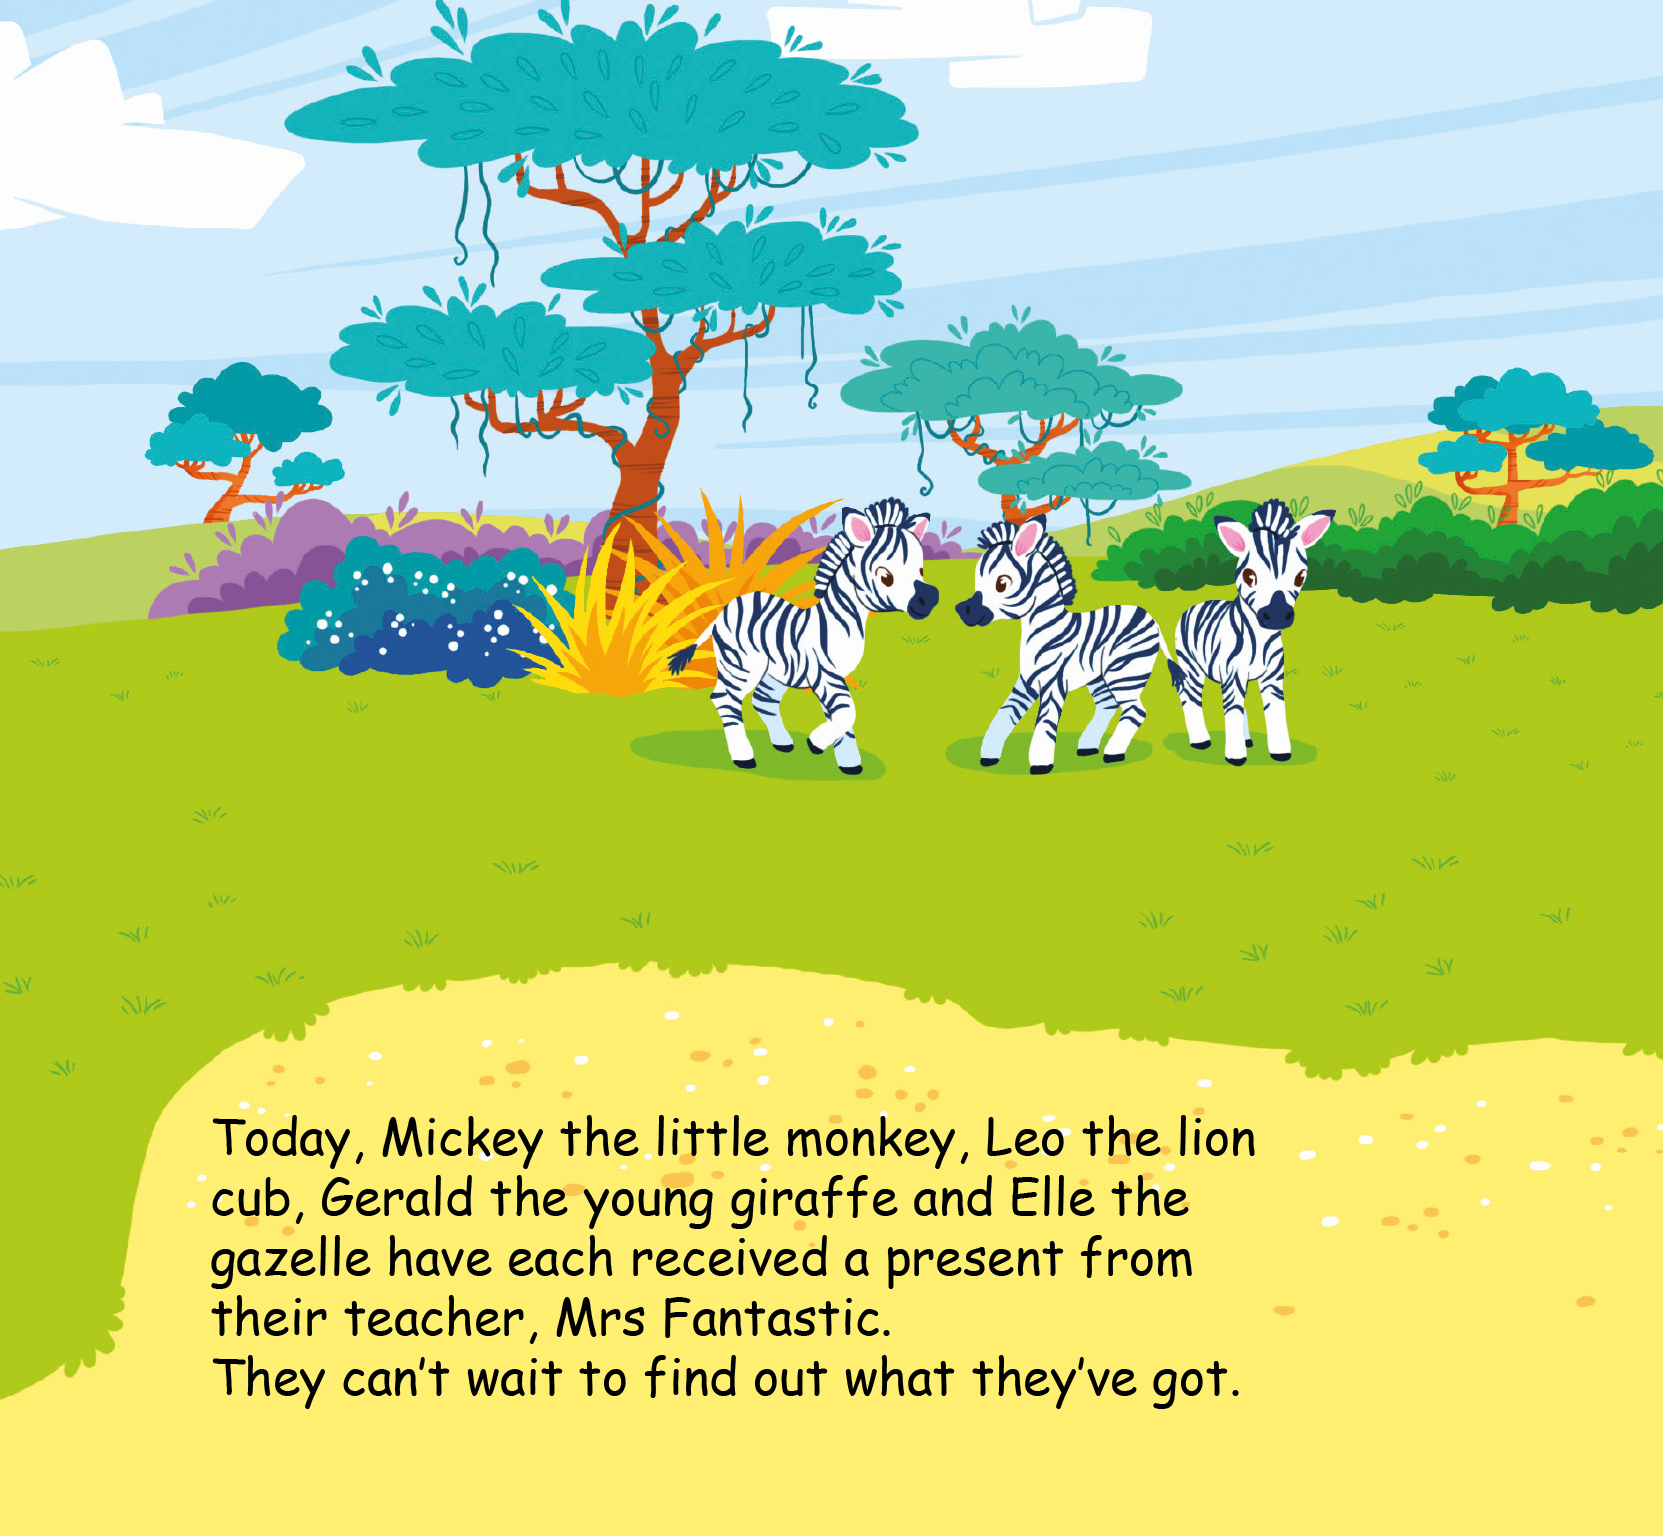 Today, Mickey the little monkey, Leo the lion
cub, Gerald the young giraffe and Elle the
gazelle have each received a present from
their teacher, Mrs Fantastic.
They can’t wait to find out what they’ve got.